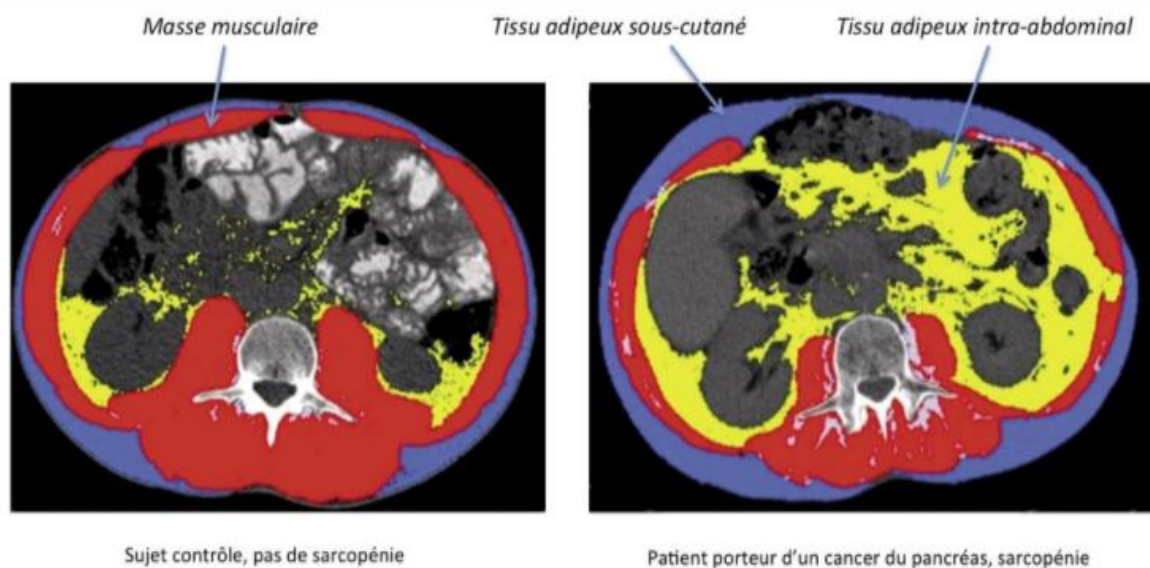 Masse musculaire
Tissu adipeux sous-cutané
Tissu adipeux intra-abdominal
Sujet contrôle, pas de sarcopénie
Patient porteur d'un cancer du pancréas, sarcopénie